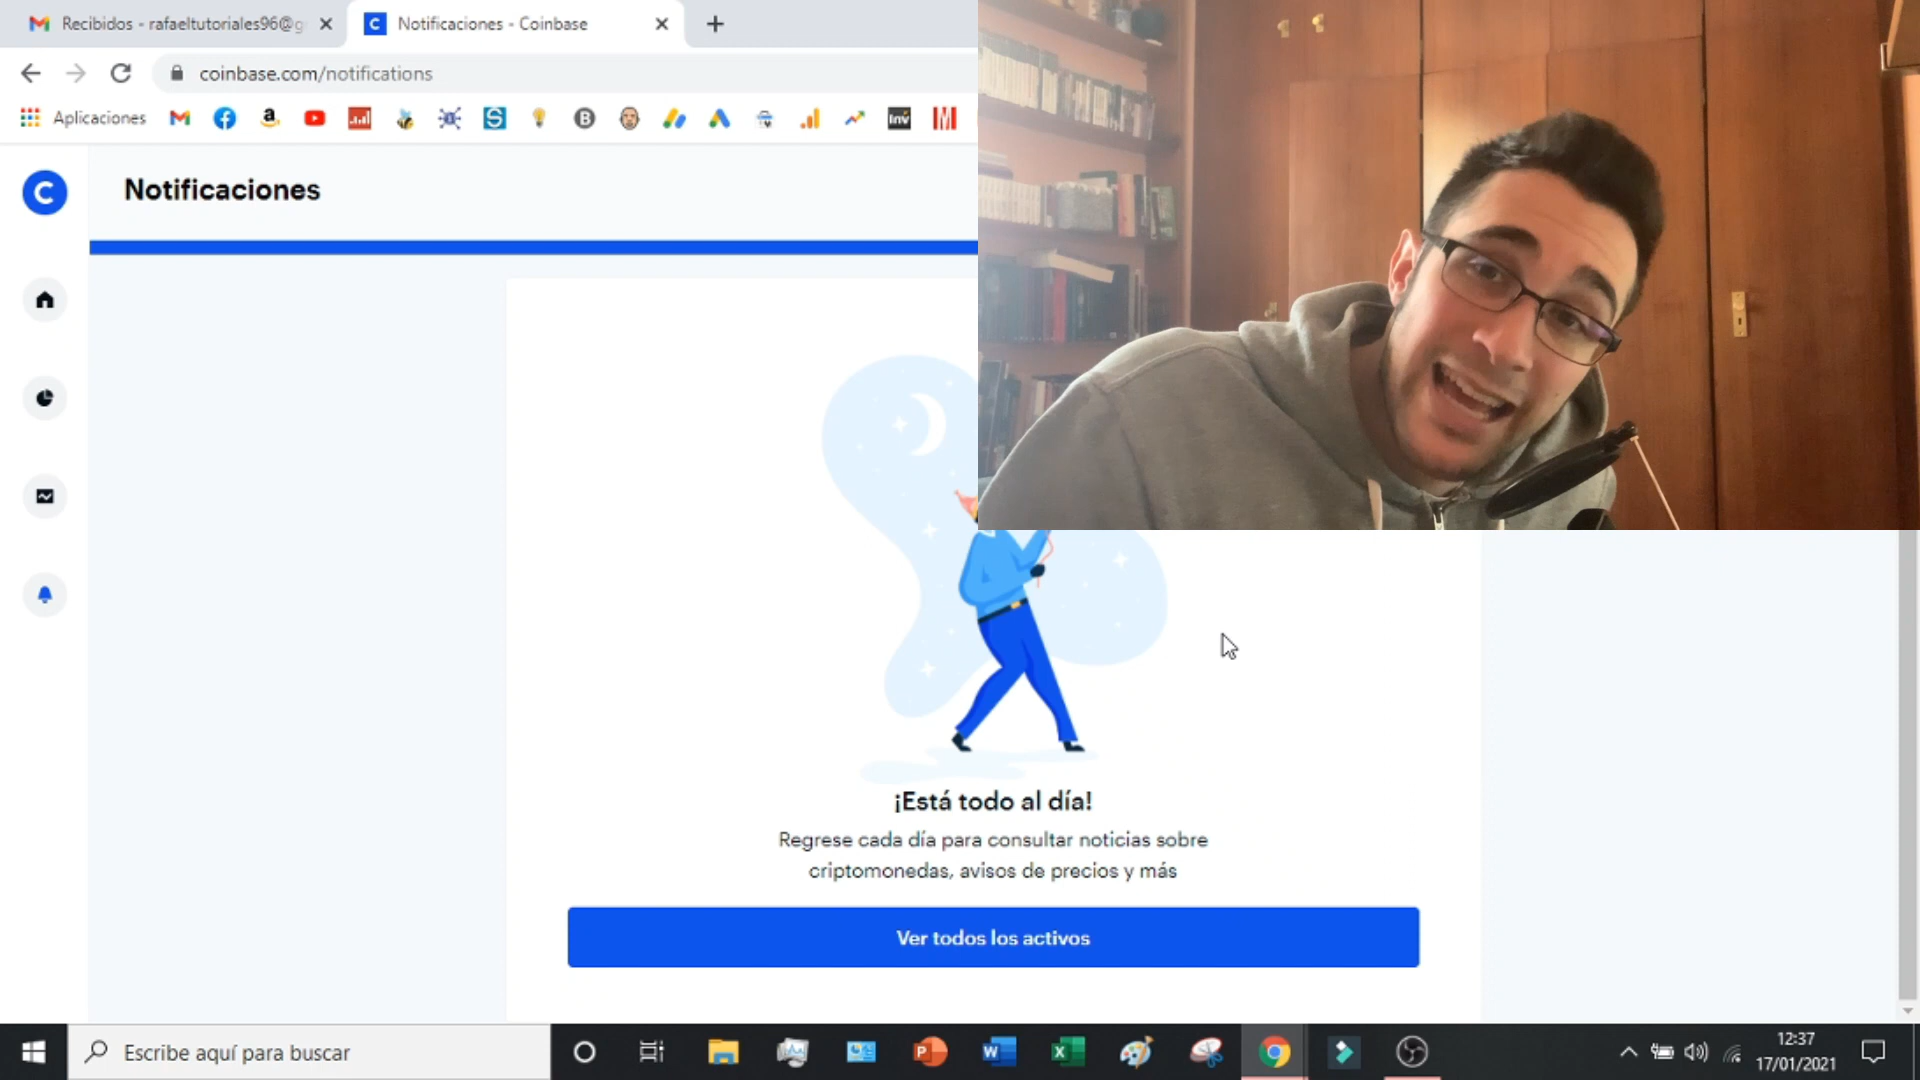 Recibidos - rafaeltutoriales96@g
Notificaciones - Coinbase
coinbase.com/notifications
Aplicaciones
Inv
Notificaciones
¡Está todo al día!
Regrese cada día para consultar noticias sobre
criptomonedas, avisos de precios y más
Ver todos los activos
Escribe aquí para buscar
12:37
17/01/2021